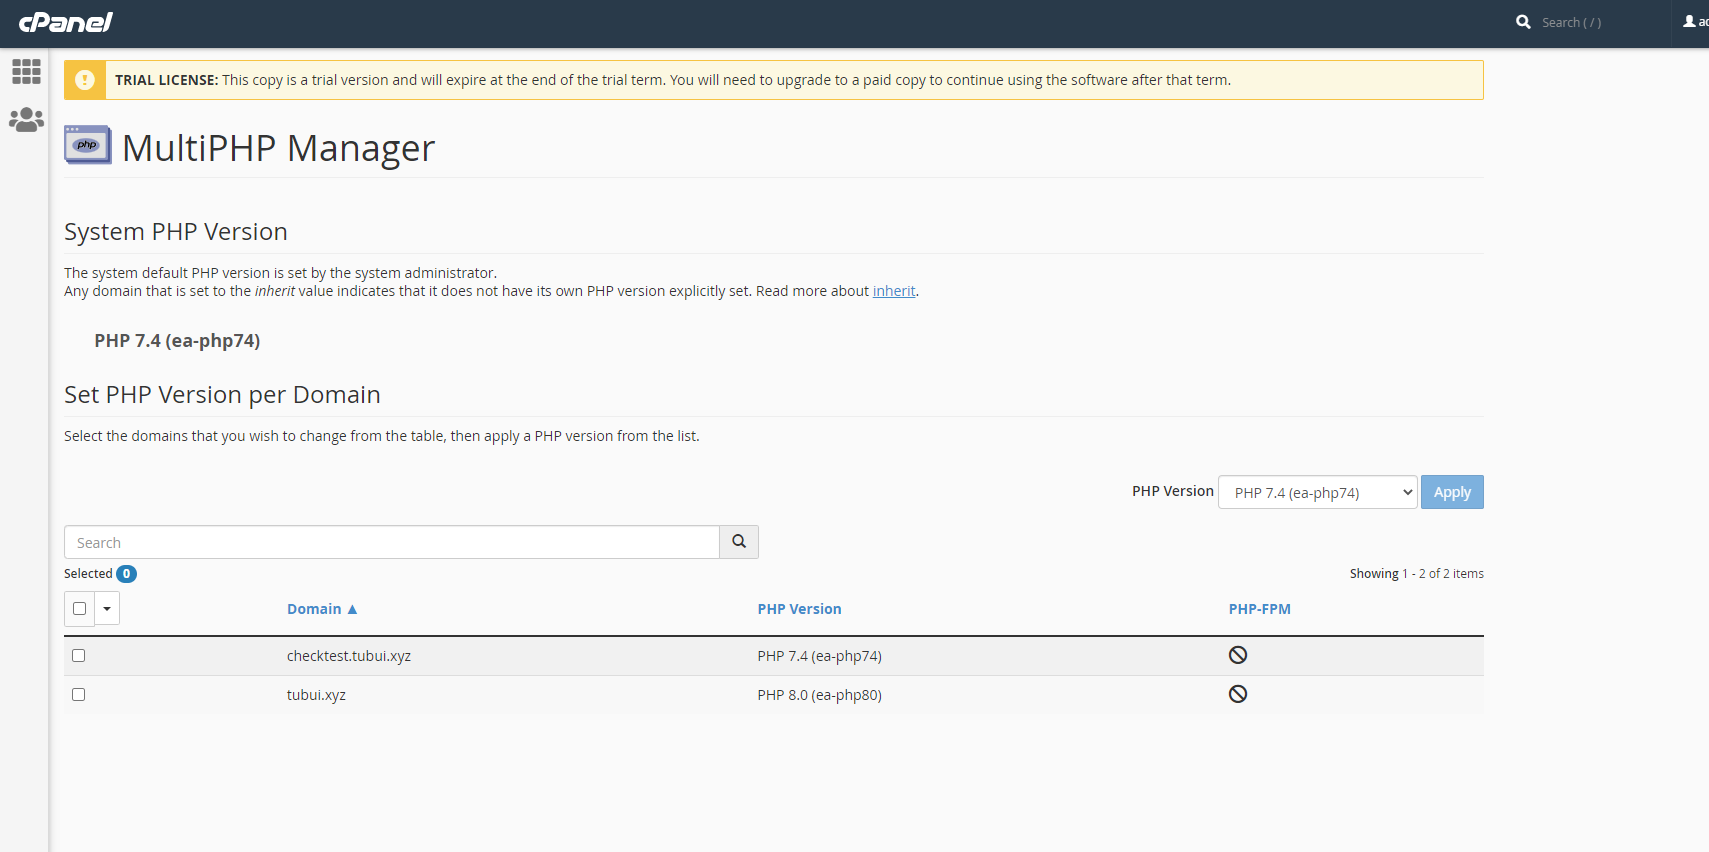 cPanel
Search ( / )
TRIAL LICENSE: This copy is a trial version and will expire at the end of the trial term. You will need to upgrade to a paid copy to continue using the software after that term.
php
MultiPHP Manager
System PHP Version
The system default PHP version is set by the system administrator.
Any domain that is set to the inherit value indicates that it does not have its own PHP version explicitly set. Read more about inherit.
PHP 7.4 (ea-php74)
Set PHP Version per Domain
Select the domains that you wish to change from the table, then apply a PHP version from the list.
PHP Version PHP 7.4 (ea-php74) Apply
Search
Selected 0 Showing 1 - 2 of 2 items
Domain ▲ PHP Version PHP-FPM
checktest.tubui.xyz PHP 7.4 (ea-php74)
tubui.xyz PHP 8.0 (ea-php80)